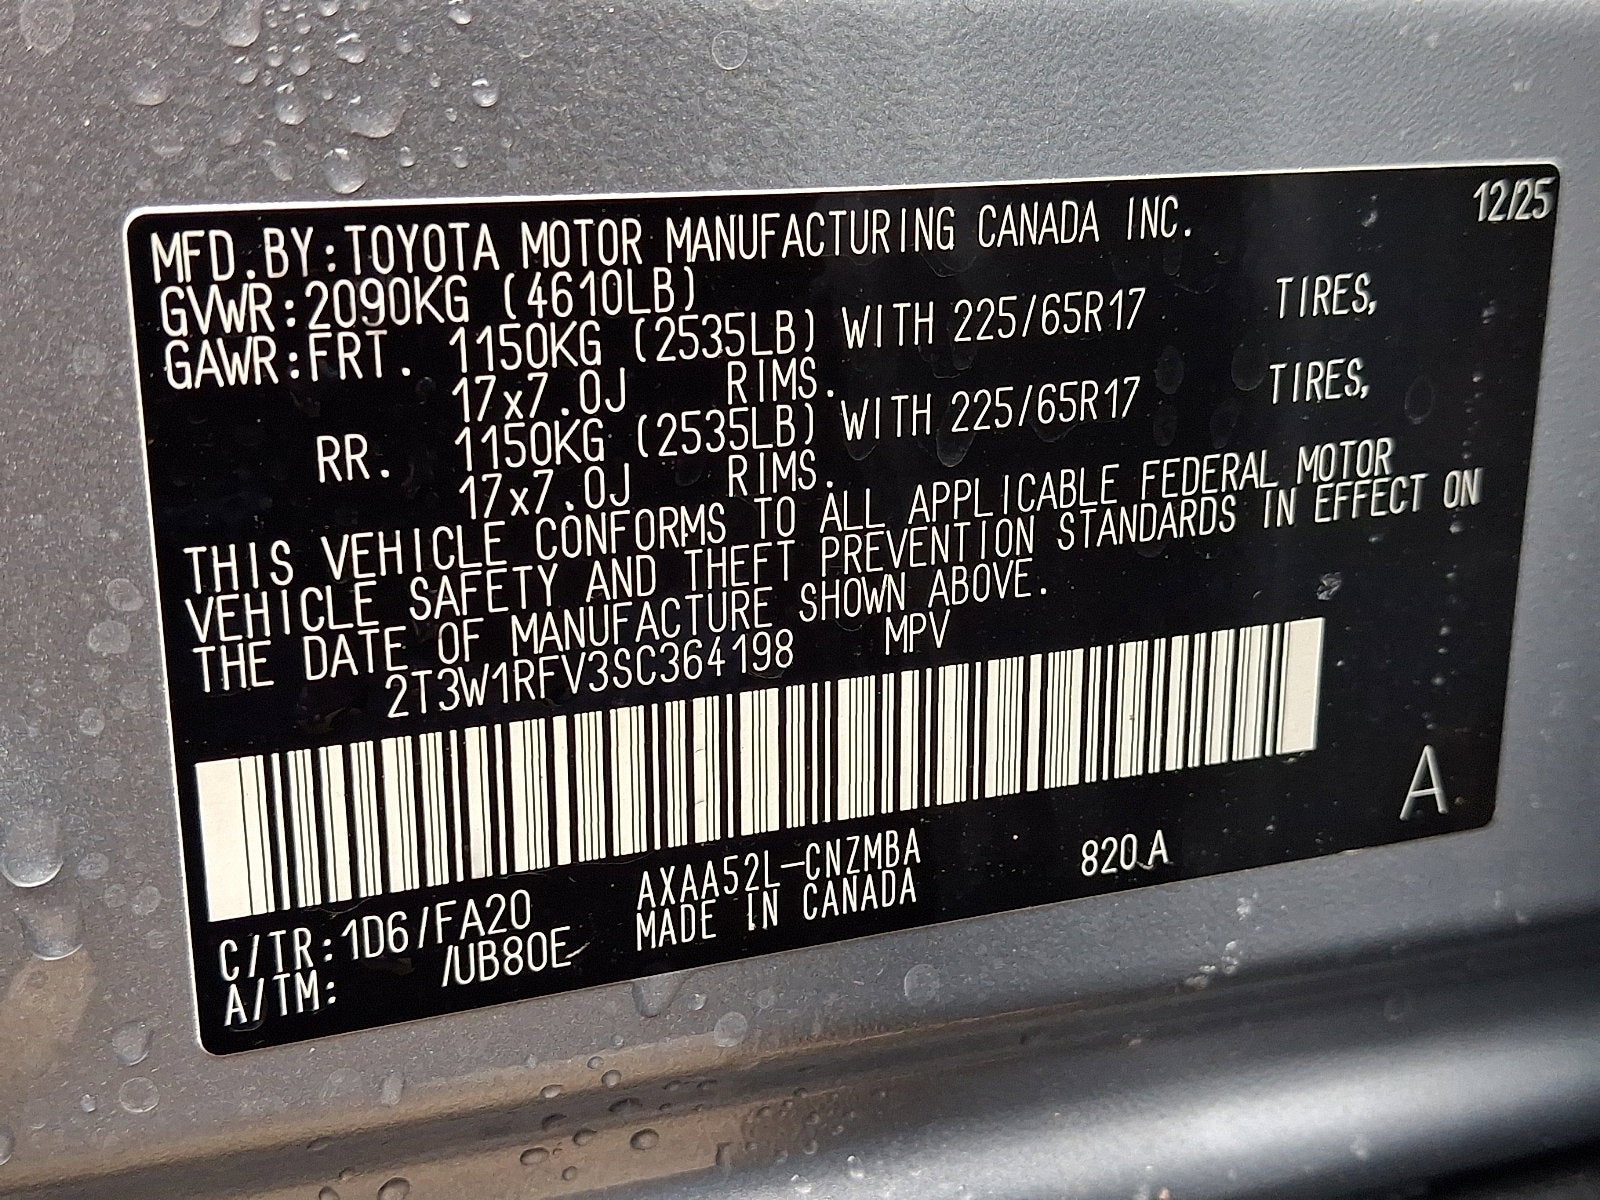 12/25
MFD.BY:TOYOTA MOTOR MANUFACTURING CANADA INC.
GVWR:2090KG (4610LB)
GAWR:FRT. 1150KG (2535LB) WITH 225/65R17 TIRES,
17x7.0J RIMS.
RR. 1150KG (2535LB) WITH 225/65R17 TIRES,
17x7.0J RIMS.
THIS VEHICLE CONFORMS TO ALL APPLICABLE FEDERAL MOTOR
VEHICLE SAFETY AND THEFT PREVENTION STANDARDS IN EFFECT ON
THE DATE OF MANUFACTURE SHOWN ABOVE.
2T3W1RFV3SC364198 MPV
A
C/TR:1D6/FA20 AXAA52L-CNZMBA 820A
A/TM: /UB80E MADE IN CANADA